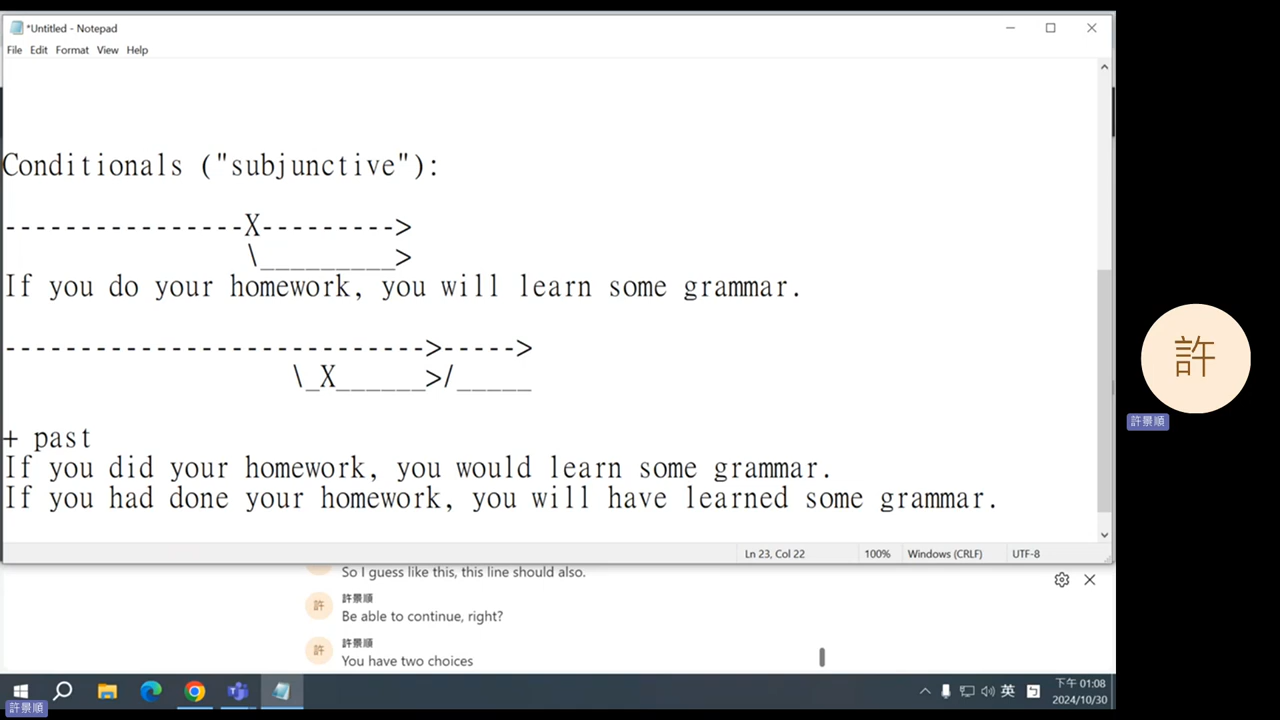 *Untitled - Notepad
File Edit Format View Help
Conditionals ("subjunctive"):
----------------X--------->
\_________>
If you do your homework, you will learn some grammar.
---------------------------->----->
\_X______>/_____
+ past
If you did your homework, you would learn some grammar.
If you had done your homework, you will have learned some grammar.
Ln 23, Col 22 100% Windows (CRLF) UTF-8
許
許景順
So I guess like this, this line should also.
許 許景順
Be able to continue, right?
許 許景順
You have two choices
英
下午 01:08
2024/10/30
許景順